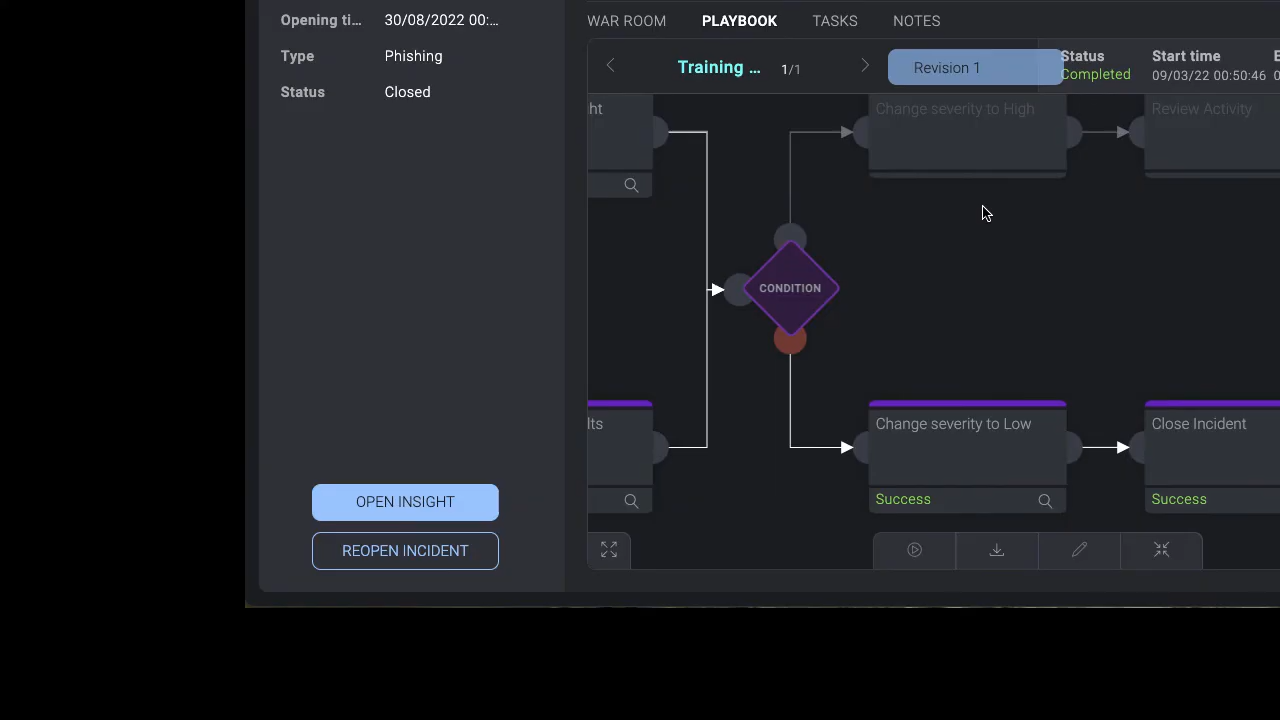 Opening ti... 30/08/2022 00:...
Type Phishing
Status Closed
OPEN INSIGHT
REOPEN INCIDENT
WAR ROOM PLAYBOOK TASKS NOTES
Training ... 1/1 Revision 1
Status Start time
Completed 09/03/22 00:50:46
ht
Change severity to High Review Activity
CONDITION
lts
Change severity to Low Close Incident
Success Success